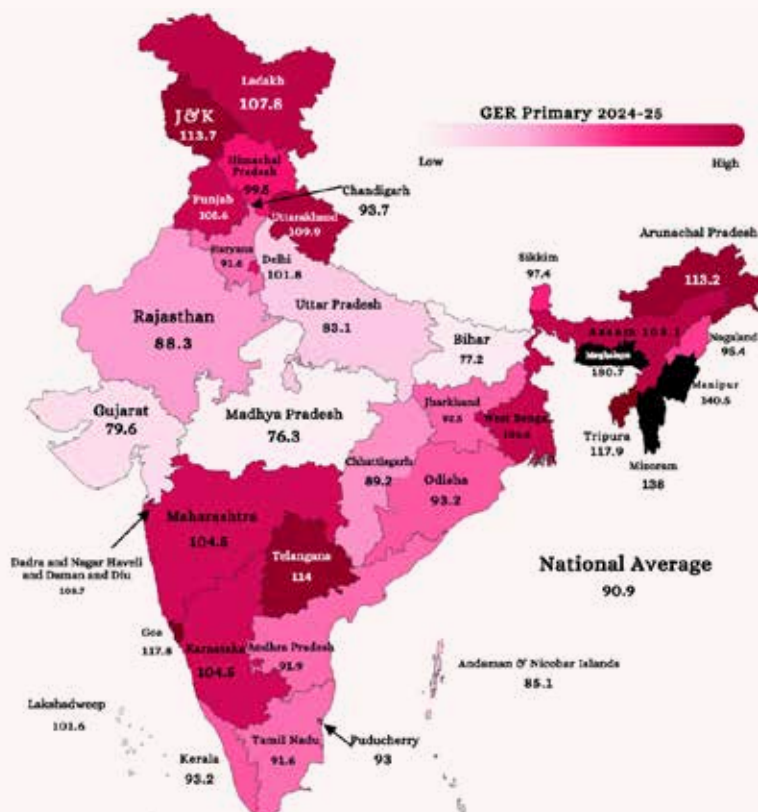 GER Primary 2024-25
Low
High
Ladakh
107.8
J&K
113.7
Himachal
Pradesh
Chandigarh
93.7
Punjab
Uttarakhand
109.9
Haryana
Delhi
101.8
Arunachal Pradesh
113.2
Sikkim
97.4
Rajasthan
88.3
Uttar Pradesh
83.1
Bihar
77.2
Assam
Nagaland
95.4
Meghalaya
Manipur
140.5
Tripura
117.9
Mizoram
138
Gujarat
79.6
Madhya Pradesh
76.3
Jharkhand
West Bengal
Chhattisgarh
89.2
Odisha
93.2
Maharashtra
104.5
Dadra and Nagar Haveli
and Daman and Diu
Telangana
114
National Average
90.9
Goa
Karnataka
104.5
Andhra Pradesh
91.9
Andaman & Nicobar Islands
85.1
Lakshadweep
101.6
Kerala
93.2
Tamil Nadu
91.6
Puducherry
93